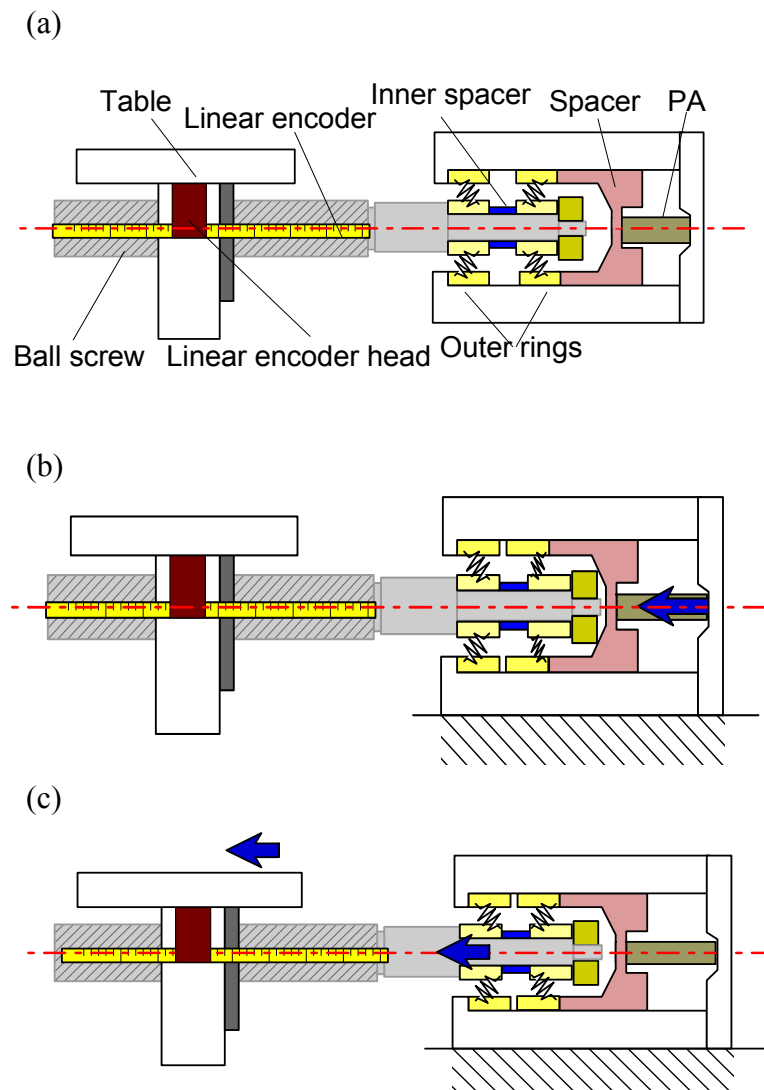 (a)
Inner spacer
Spacer
PA
Table
Linear encoder
Ball screw
Linear encoder head
Outer rings
(b)
(c)